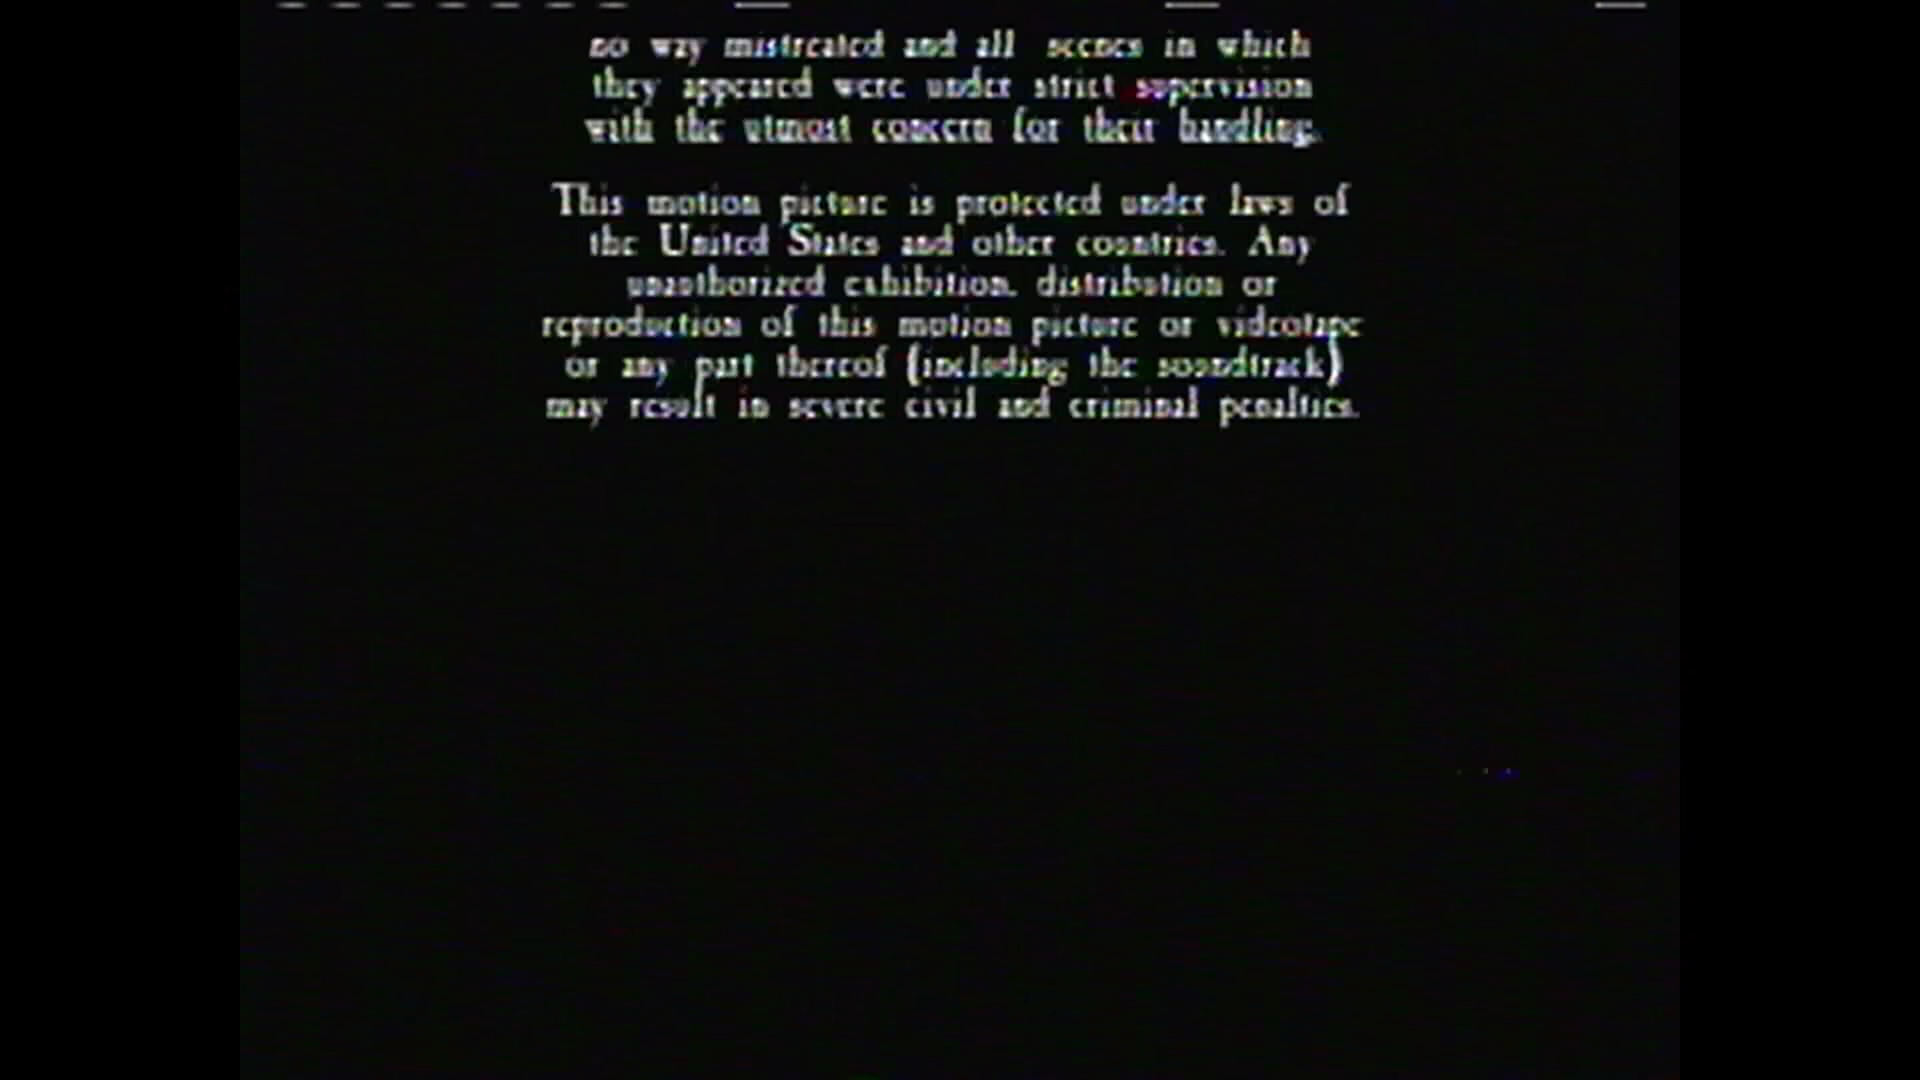 no way mistreated and all scenes in which
they appeared were under strict supervision
with the utmost concern for their handling.
This motion picture is protected under laws of
the United States and other countries. Any
unauthorized exhibition, distribution or
reproduction of this motion picture or videotape
or any part thereof (including the soundtrack)
may result in severe civil and criminal penalties.